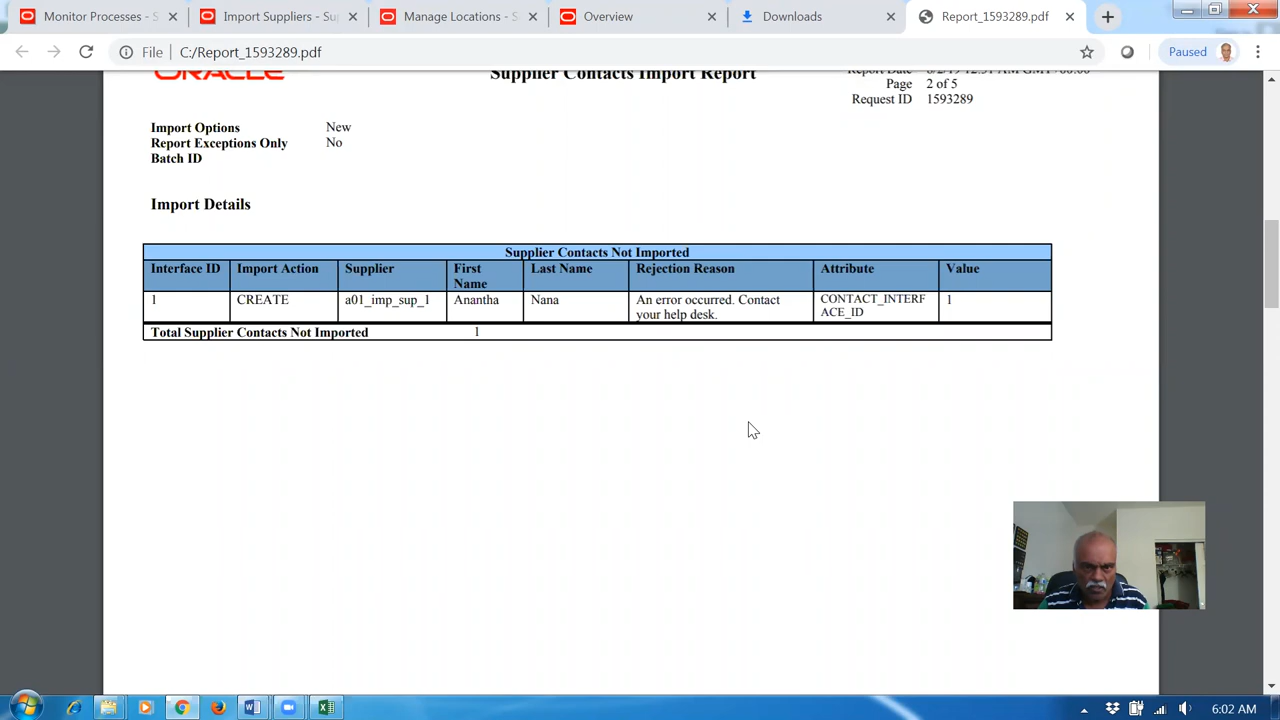 Monitor Processes - S
Import Suppliers - Su
Manage Locations - S
Overview
Downloads
Report_1593289.pdf
File
C:/Report_1593289.pdf
Paused
ORACLE
Supplier Contacts Import Report
Report Date
Page 2 of 5
Request ID 1593289
Import Options New
Report Exceptions Only No
Batch ID
Import Details
Supplier Contacts Not Imported
Interface ID Import Action Supplier First Name Last Name Rejection Reason Attribute Value
1 CREATE a01_imp_sup_1 Anantha Nana An error occurred. Contact your help desk. CONTACT_INTERFACE_ID 1
Total Supplier Contacts Not Imported 1
6:02 AM